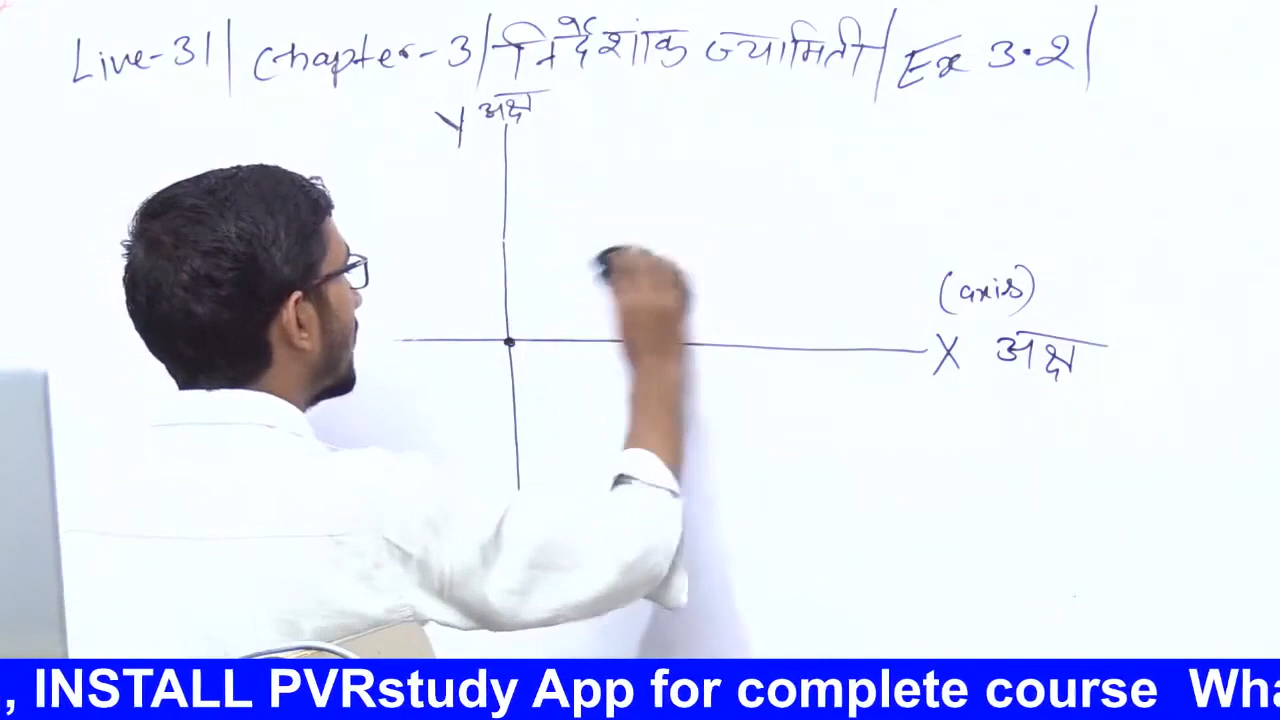 Live-31| Chapter-3| निर्देशांक ज्यामिती| Ex 3.2|
Y अक्ष
(axis)
X अक्ष
, INSTALL PVRstudy App for complete course Wha